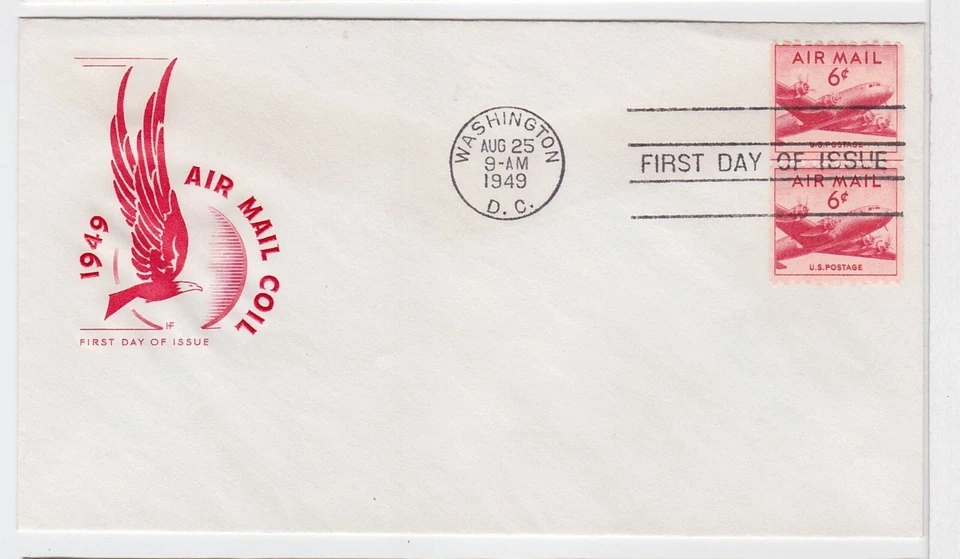 1949
AIR MAIL COIL
HF
FIRST DAY OF ISSUE
WASHINGTON
AUG 25
9-AM
1949
D. C.
FIRST DAY OF ISSUE
AIR MAIL
6¢
U.S. POSTAGE
AIR MAIL
6¢
U.S. POSTAGE